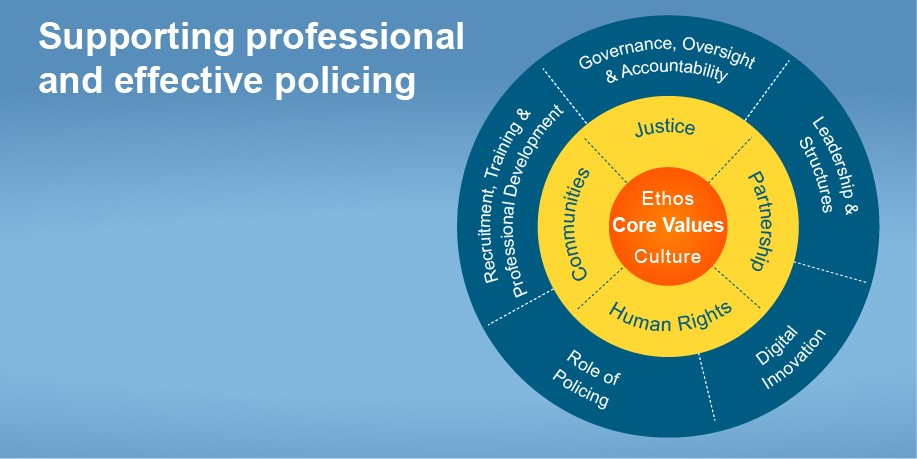 Supporting professional
and effective policing
Governance, Oversight
& Accountability
Leadership &
Structures
Digital
Innovation
Role of
Policing
Recruitment, Training &
Professional Development
Justice
Partnership
Human Rights
Communities
Ethos
Core Values
Culture